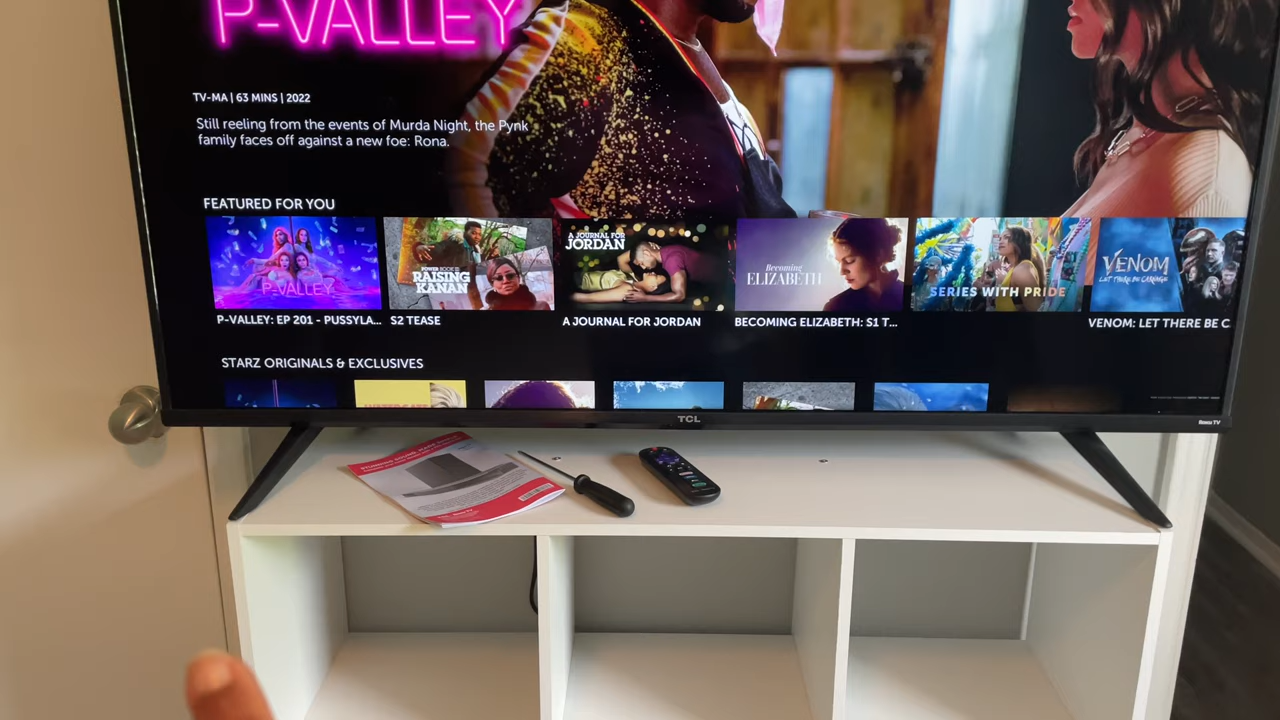 P-VALLEY
TV-MA | 63 MINS | 2022
Still reeling from the events of Murda Night, the Pynk
family faces off against a new foe: Rona.
FEATURED FOR YOU
P-VALLEY
RAISING
KANAN
A JOURNAL FOR
JORDAN
Becoming
ELIZABETH
SERIES WITH PRIDE
VENOM
LET THERE BE CARNAGE
P-VALLEY: EP 201 - PUSSYLA...
S2 TEASE
A JOURNAL FOR JORDAN
BECOMING ELIZABETH: S1 T...
VENOM: LET THERE BE C
STARZ ORIGINALS & EXCLUSIVES
TCL
Roku TV